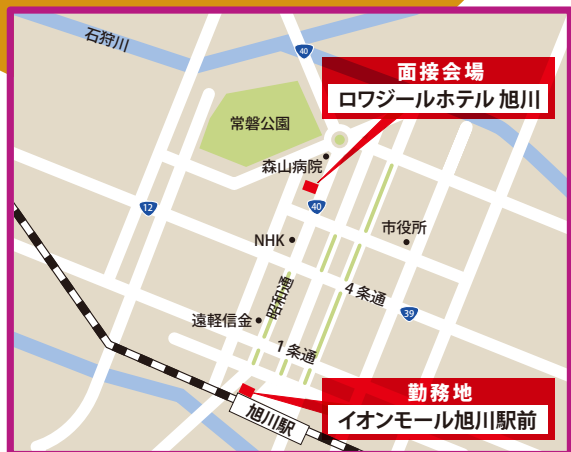 石狩川
40
面接会場
ロワジールホテル 旭川
常磐公園
森山病院
12
40
市役所
NHK
昭和通
4条通
39
遠軽信金
1条通
勤務地
イオンモール旭川駅前
旭川駅